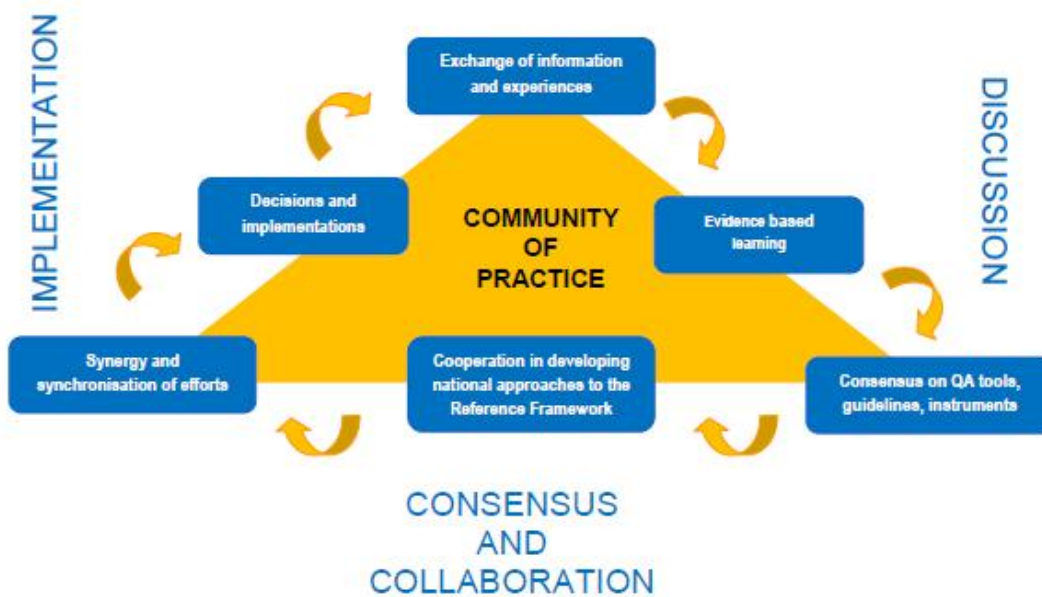 IMPLEMENTATION
Exchange of information
and experiences
DISCUSSION
Decisions and
implementations
COMMUNITY
OF
PRACTICE
Evidence based
learning
Synergy and
synchronisation of efforts
Cooperation in developing
national approaches to the
Reference Framework
Consensus on QA tools,
guidelines, instruments
CONSENSUS
AND
COLLABORATION